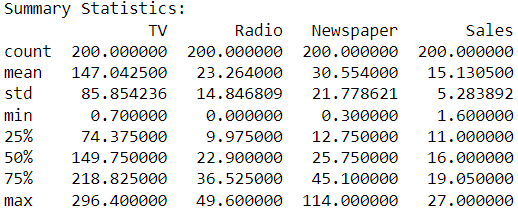 Summary Statistics:
TV Radio Newspaper Sales
count 200.000000 200.000000 200.000000 200.000000
mean 147.042500 23.264000 30.554000 15.130500
std 85.854236 14.846809 21.778621 5.283892
min 0.700000 0.000000 0.300000 1.600000
25% 74.375000 9.975000 12.750000 11.000000
50% 149.750000 22.900000 25.750000 16.000000
75% 218.825000 36.525000 45.100000 19.050000
max 296.400000 49.600000 114.000000 27.000000